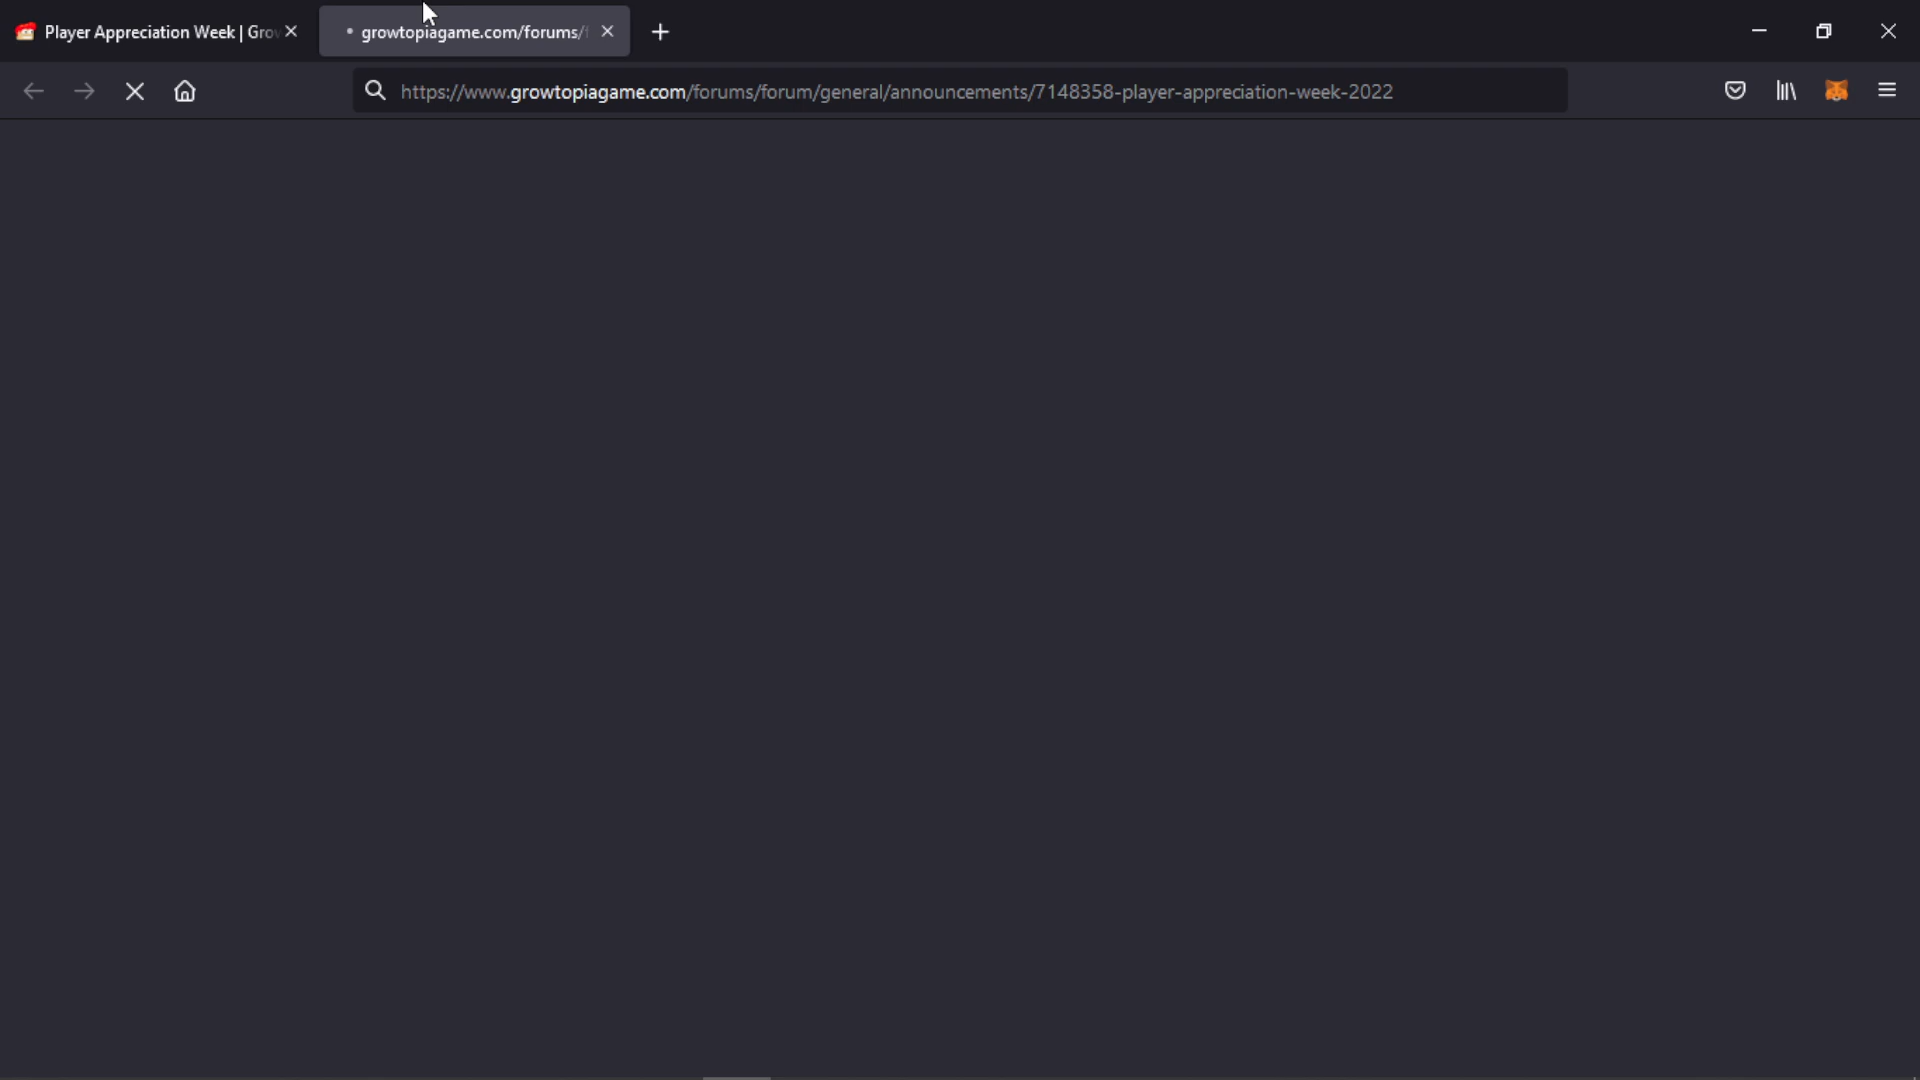 Player Appreciation Week | Gro
growtopiagame.com/forums/
https://www.growtopiagame.com/forums/forum/general/announcements/7148358-player-appreciation-week-2022